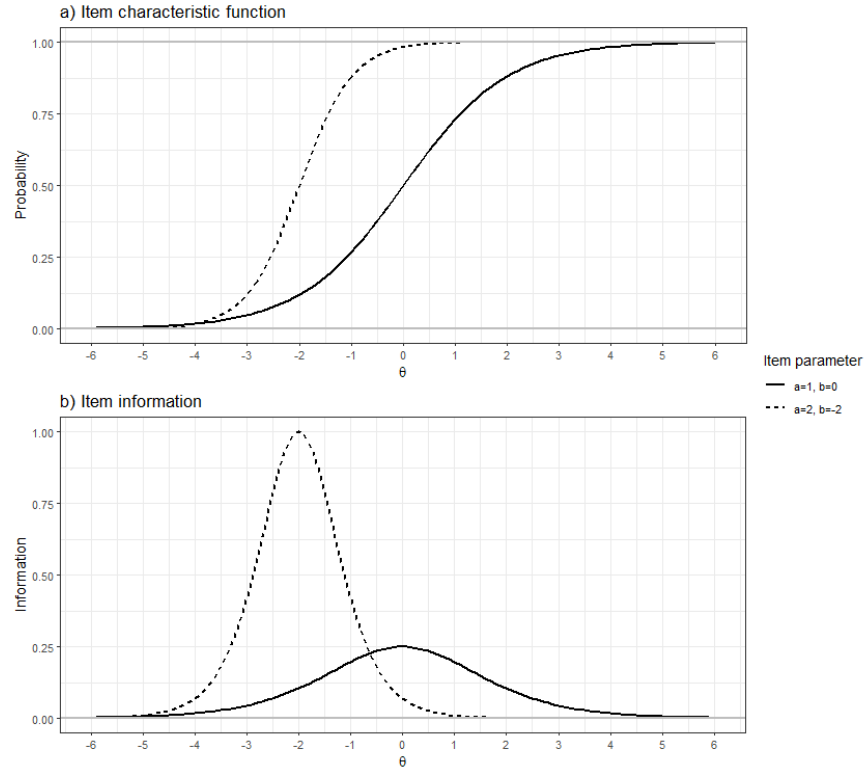 a) Item characteristic function
1.00
0.75
0.50
0.25
0.00
Probability
-6 -5 -4 -3 -2 -1 0 1 2 3 4 5 6
θ
Item parameter
a=1, b=0
a=2, b=-2
b) Item information
1.00
0.75
0.50
0.25
0.00
Information
-6 -5 -4 -3 -2 -1 0 1 2 3 4 5 6
θ